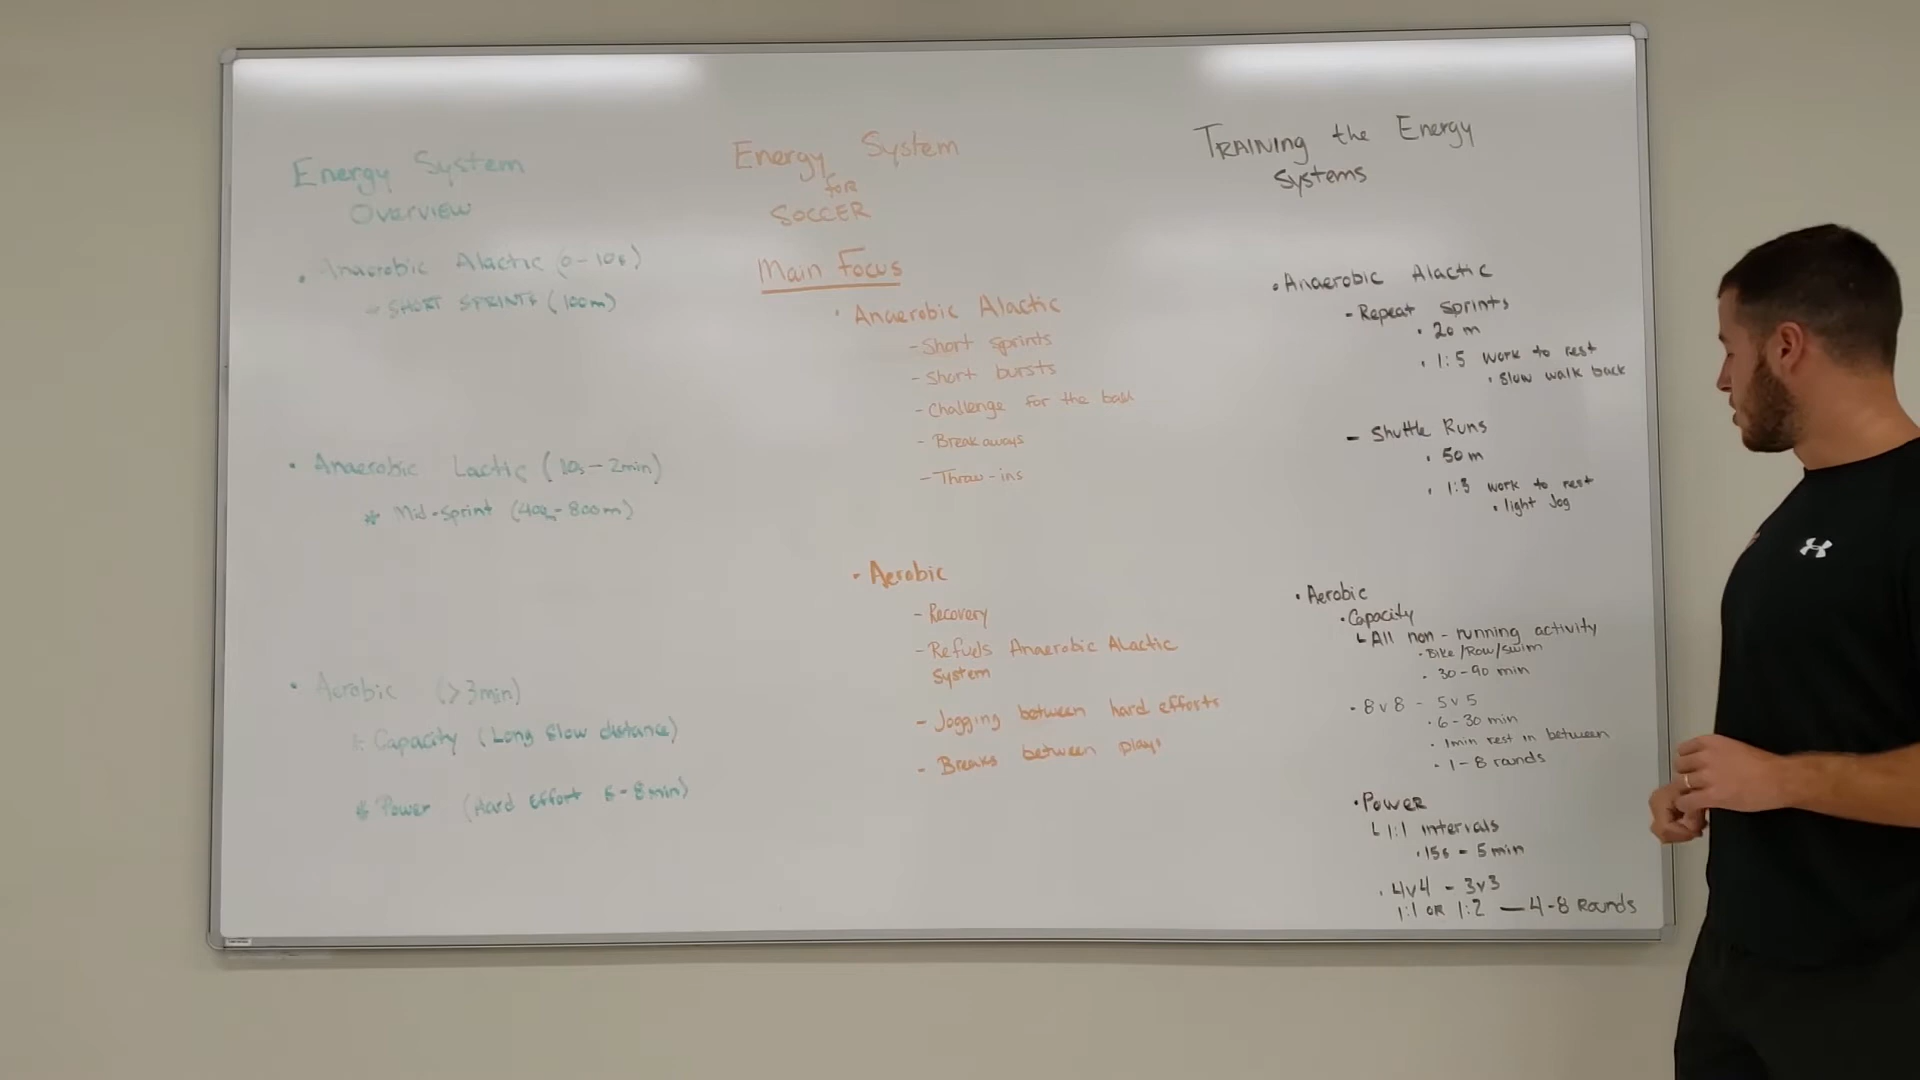 Energy System
Overview
• Anaerobic Alactic (0-10s)
* SHORT SPRINTS (100m)
• Anaerobic Lactic (10s-2min)
* Mid-Sprint (400-800m)
• Aerobic (>3min)
* Capacity (Long Slow distance)
* Power (Hard Effort 6-8min)
Energy System
for
SOCCER
Main Focus
• Anaerobic Alactic
- Short Sprints
- Short bursts
- Challenge for the ball
- Breakaways
- Throw-ins
• Aerobic
- Recovery
- Refuels Anaerobic Alactic
System
- Jogging between hard efforts
- Breaks between plays
TRAINING the Energy
Systems
• Anaerobic Alactic
- Repeat Sprints
• 20 m
• 1:5 work to rest
• Slow walk back
- Shuttle Runs
• 50 m
• 1:3 work to rest
• light Jog
• Aerobic
• Capacity
All non-running activity
• Bike/Row/Swim
• 30-90 min
• 8v8 - 5v5
• 6-30 min
• 1min rest in between
• 1-8 rounds
• Power
1:1 intervals
• 15s - 5min
• 4v4 - 3v3
1:1 OR 1:2 — 4-8 Rounds